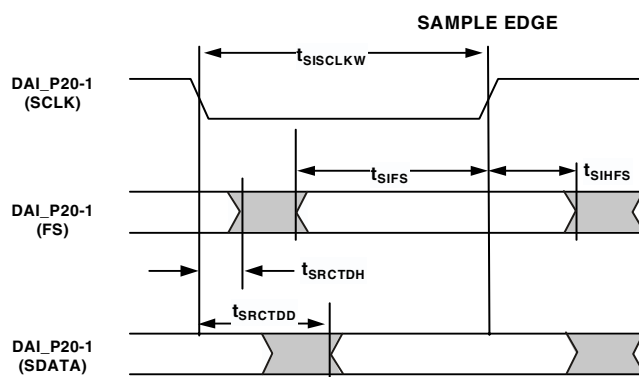 SAMPLE EDGE
tSISCLKW
DAI_P20-1
(SCLK)
tSIFS
tSIHFS
DAI_P20-1
(FS)
tSRCTDH
tSRCTDD
DAI_P20-1
(SDATA)